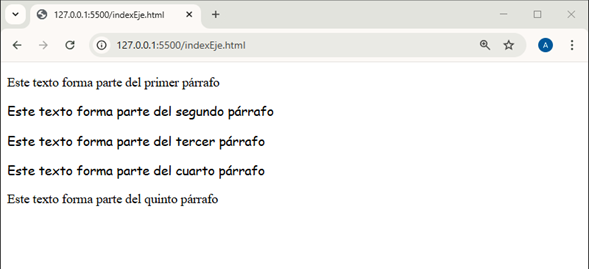 127.0.0.1:5500/indexEje.html
127.0.0.1:5500/indexEje.html
A
Este texto forma parte del primer párrafo
Este texto forma parte del segundo párrafo
Este texto forma parte del tercer párrafo
Este texto forma parte del cuarto párrafo
Este texto forma parte del quinto párrafo